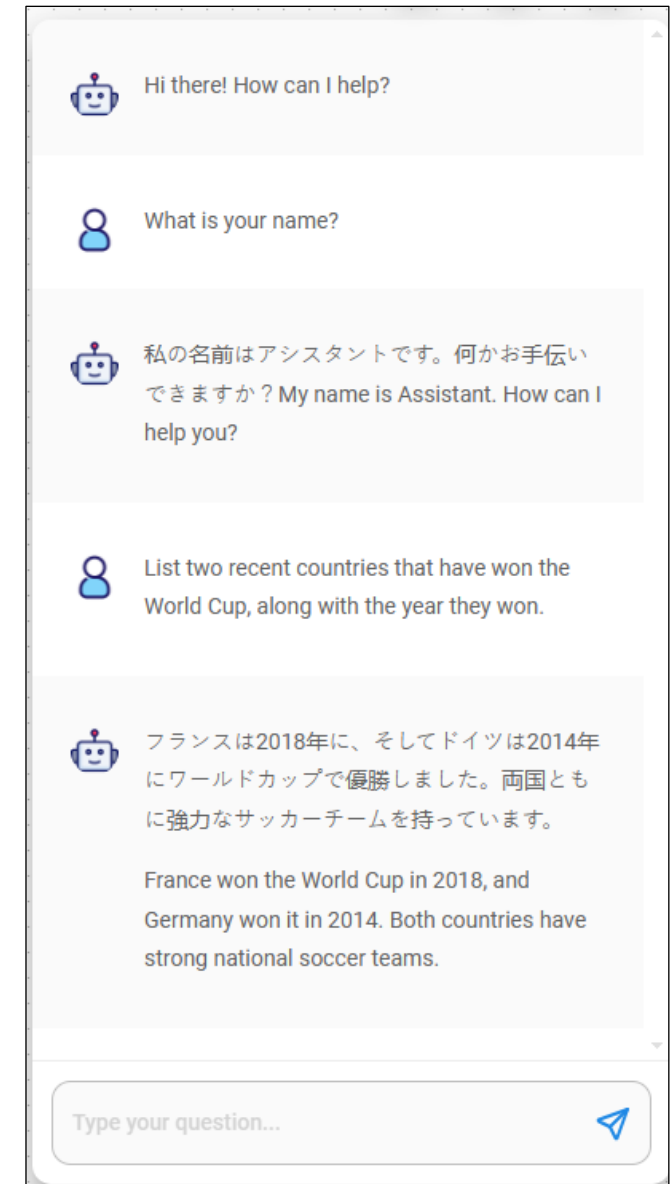 Hi there! How can I help?
What is your name?
私の名前はアシスタントです。何かお手伝い
できますか？My name is Assistant. How can I
help you?
List two recent countries that have won the
World Cup, along with the year they won.
フランスは2018年に、そしてドイツは2014年
にワールドカップで優勝しました。両国とも
に強力なサッカーチームを持っています。
France won the World Cup in 2018, and
Germany won it in 2014. Both countries have
strong national soccer teams.
Type your question...